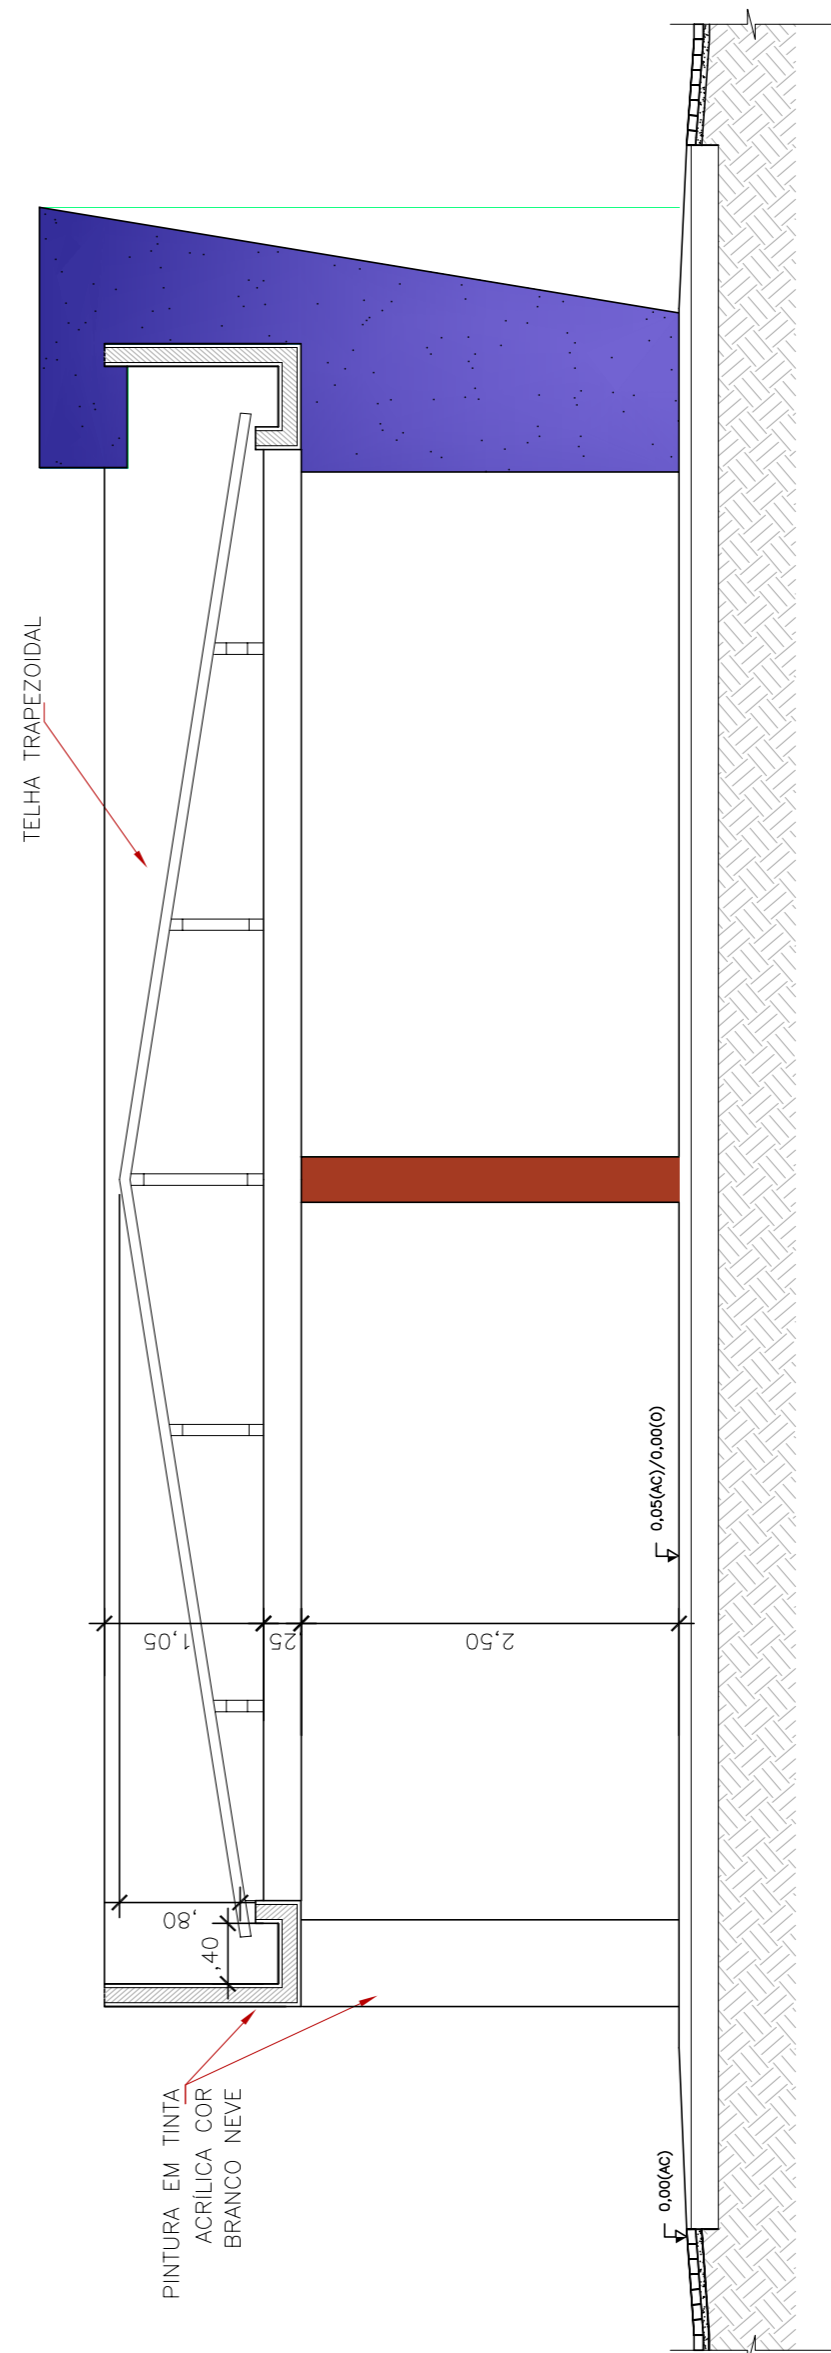 TELHA TRAPEZOIDAL
0,05(AC)/0,00(O)
1,05
,25
2,50
,80
,40
PINTURA EM TINTA
ACRÍLICA COR
BRANCO NEVE
0,00(AC)